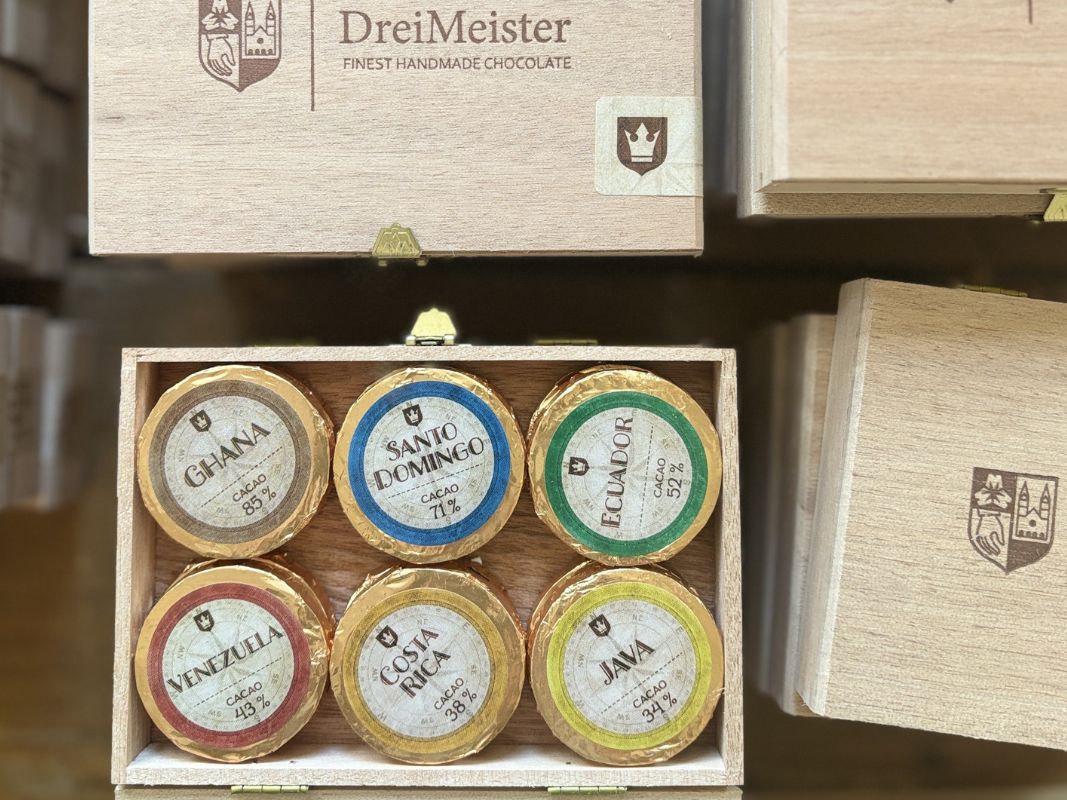 DreiMeister
FINEST HANDMADE CHOCOLATE
GHANA
CACAO
85 %
SANTO
DOMINGO
CACAO
71 %
ECUADOR
CACAO
52 %
VENEZUELA
CACAO
43 %
COSTA
RICA
CACAO
38 %
JAVA
CACAO
34 %